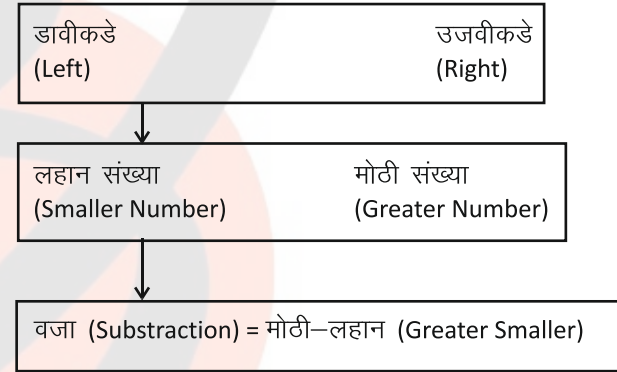 डावीकडे उजवीकडे
(Left) (Right)
लहान संख्या मोठी संख्या
(Smaller Number) (Greater Number)
वजा (Substraction) = मोठी–लहान (Greater Smaller)